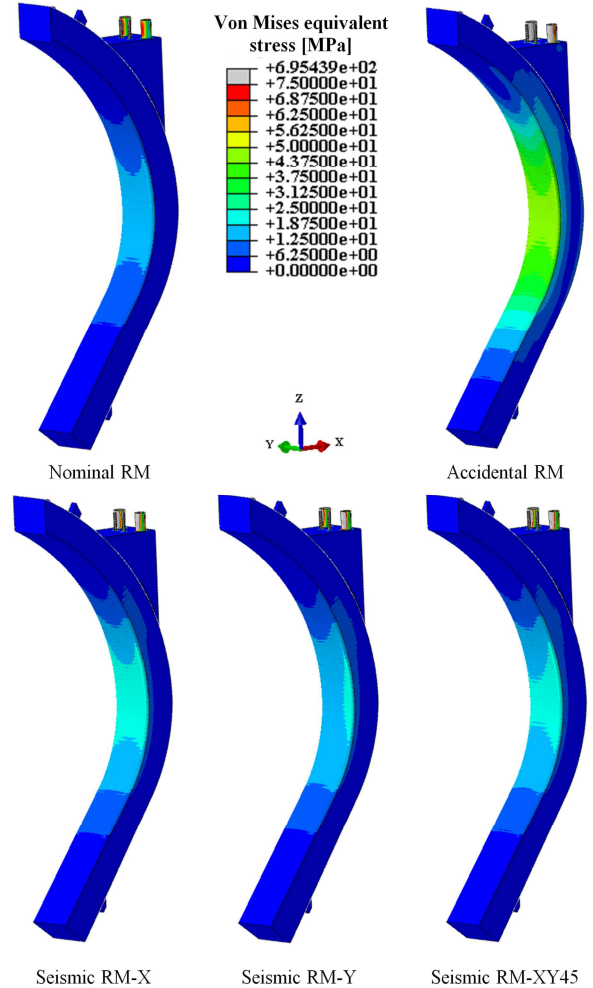 Von Mises equivalent
stress [MPa]
+6.95439e+02
+7.50000e+01
+6.87500e+01
+6.25000e+01
+5.62500e+01
+5.00000e+01
+4.37500e+01
+3.75000e+01
+3.12500e+01
+2.50000e+01
+1.87500e+01
+1.25000e+01
+6.25000e+00
+0.00000e+00
Z
Y
X
Nominal RM
Accidental RM
Seismic RM-X
Seismic RM-Y
Seismic RM-XY45